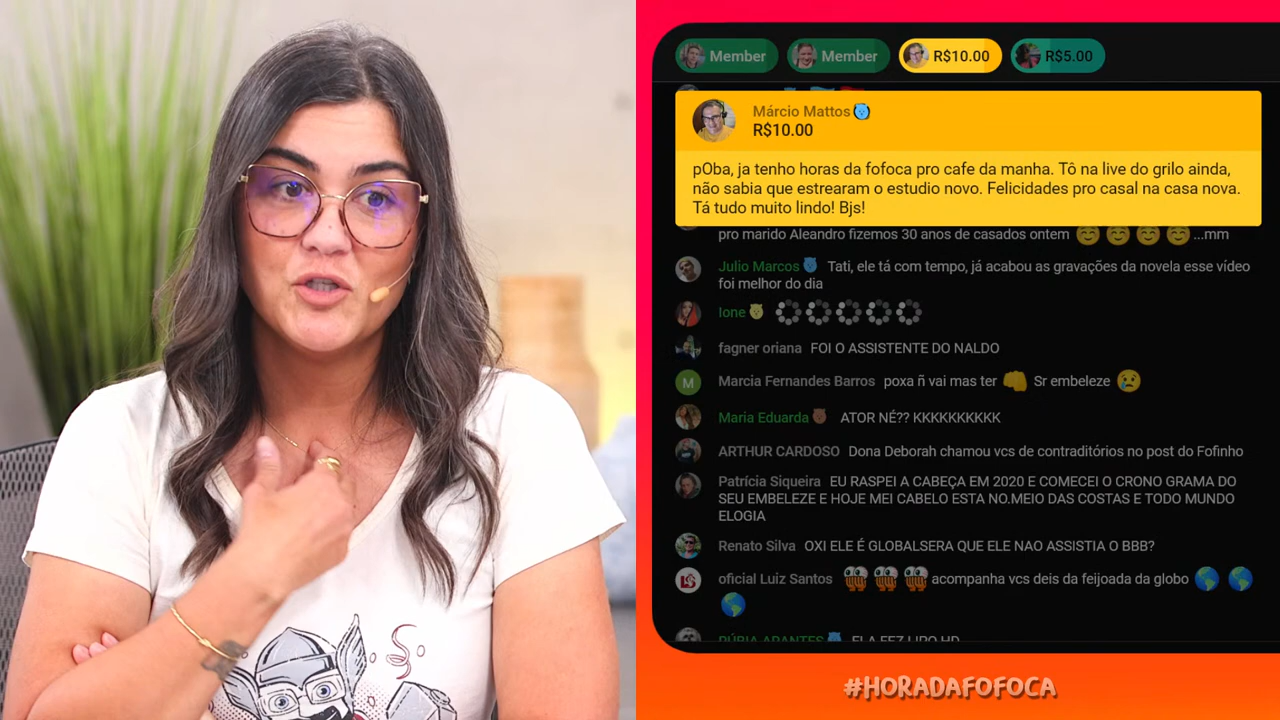 Member
Member
R$10.00
R$5.00
Márcio Mattos
R$10.00
pOba, ja tenho horas da fofoca pro cafe da manha. Tô na live do grilo ainda,
não sabia que estrearam o estudio novo. Felicidades pro casal na casa nova.
Tá tudo muito lindo! Bjs!
pro marido Aleandro fizemos 30 anos de casados ontem 😊 😊 😊 😊 ...mm
Julio Marcos Tati, ele tá com tempo, já acabou as gravações da novela esse vídeo
foi melhor do dia
Ione
fagner oriana FOI O ASSISTENTE DO NALDO
M Marcia Fernandes Barros poxa ñ vai mas ter 👊 Sr embeleze 😢
Maria Eduarda ATOR NÉ?? KKKKKKKKKK
ARTHUR CARDOSO Dona Deborah chamou vcs de contraditórios no post do Fofinho
Patrícia Siqueira EU RASPEI A CABEÇA EM 2020 E COMECEI O CRONO GRAMA DO
SEU EMBELEZE E HOJE MEI CABELO ESTA NO.MEIO DAS COSTAS E TODO MUNDO
ELOGIA
Renato Silva OXI ELE É GLOBALSERA QUE ELE NAO ASSISTIA O BBB?
oficial Luiz Santos acompanha vcs deis da feijoada da globo 🌎 🌎
🌎
RÚBIA ARANTES ELA FEZ LIPO HD
#HORADAFOFOCA